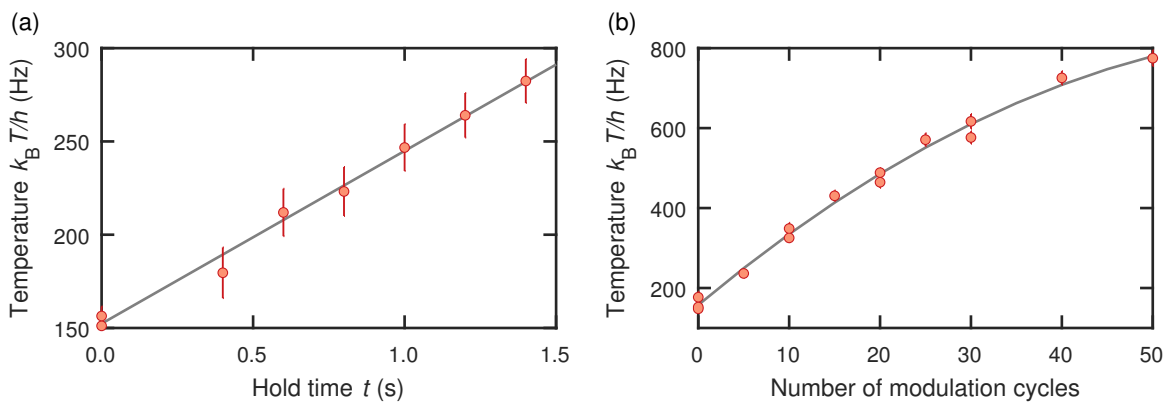 (a)
300
250
200
150
Temperature k_B T/h (Hz)
0.0 0.5 1.0 1.5
Hold time t (s)
(b)
800
600
400
200
Temperature k_B T/h (Hz)
0 10 20 30 40 50
Number of modulation cycles